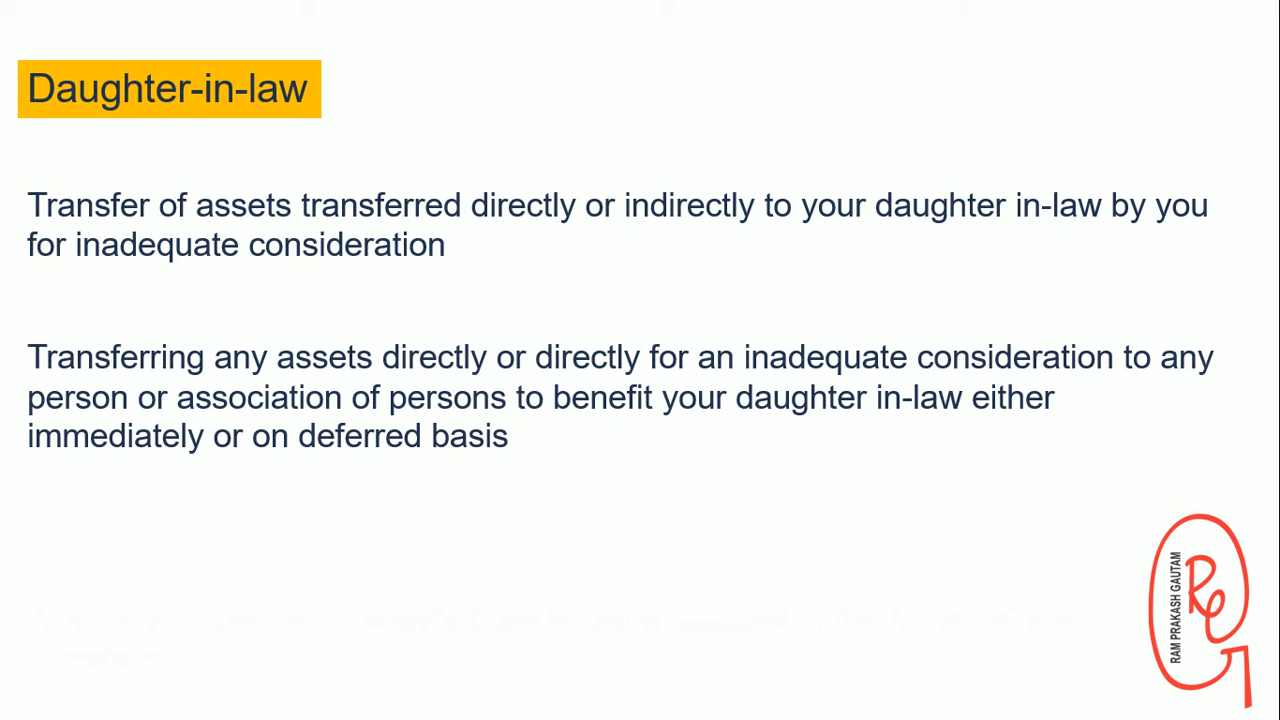 Daughter-in-law
Transfer of assets transferred directly or indirectly to your daughter in-law by you
for inadequate consideration
Transferring any assets directly or directly for an inadequate consideration to any
person or association of persons to benefit your daughter in-law either
immediately or on deferred basis
RAM PRAKASH GAUTAM